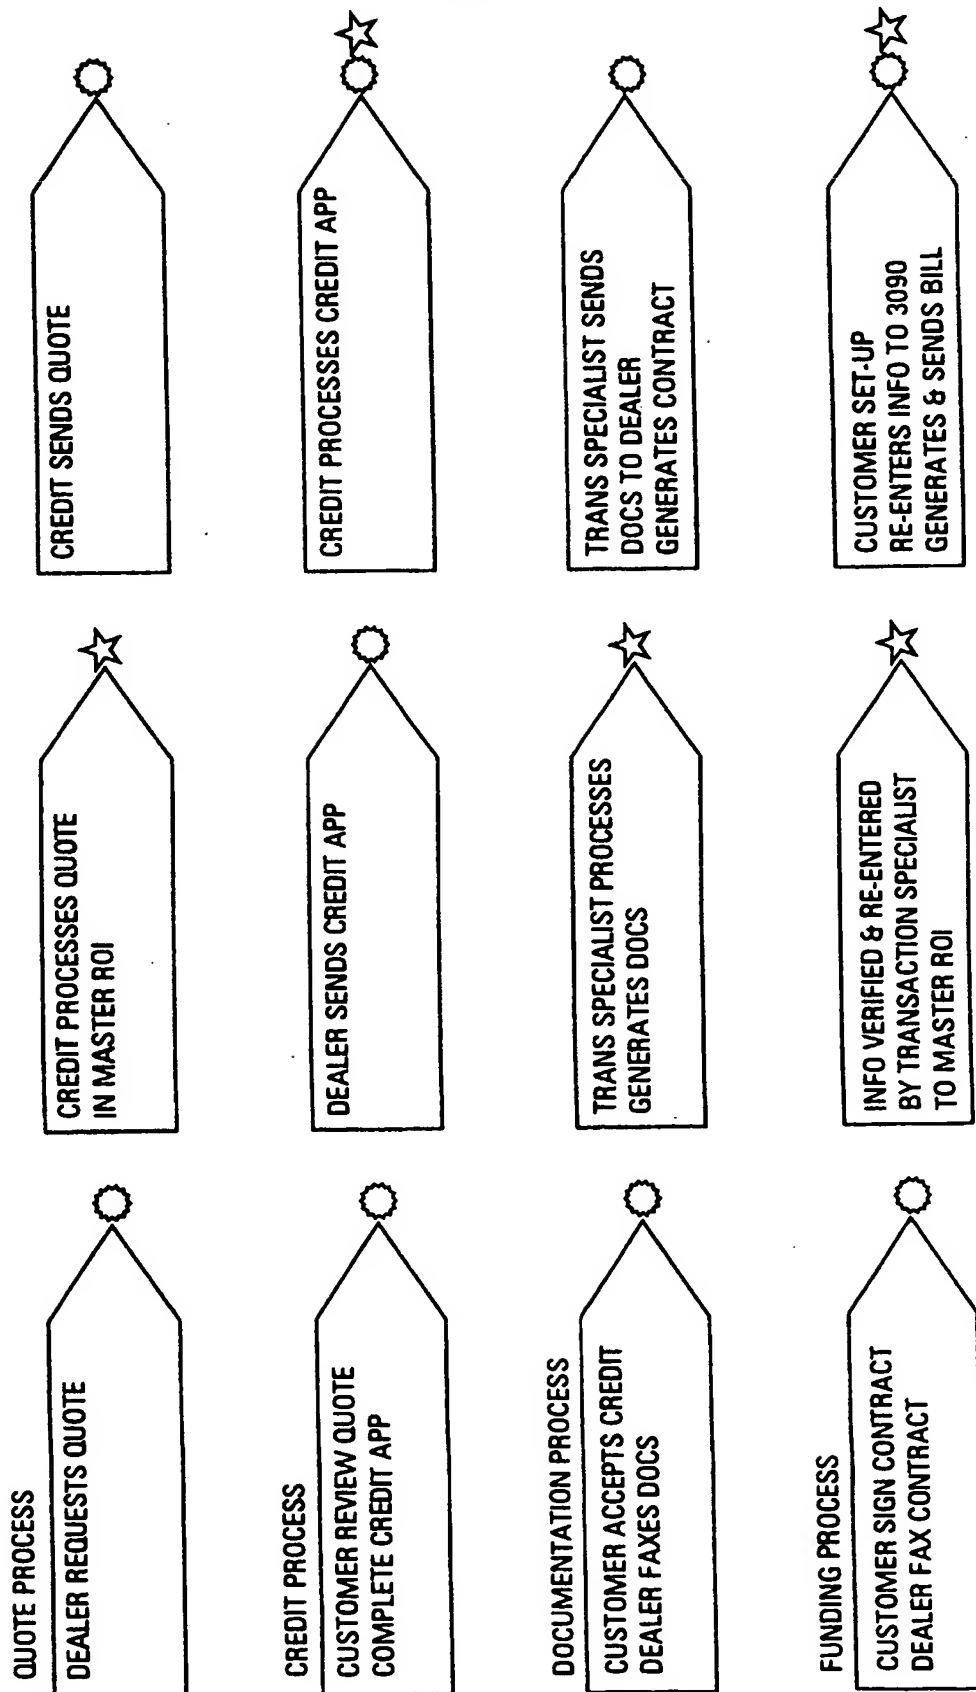 QUOTE PROCESS
DEALER REQUESTS QUOTE
CREDIT PROCESSES QUOTE
IN MASTER ROI
CREDIT SENDS QUOTE
CREDIT PROCESS
CUSTOMER REVIEW QUOTE
COMPLETE CREDIT APP
DEALER SENDS CREDIT APP
CREDIT PROCESSES CREDIT APP
DOCUMENTATION PROCESS
CUSTOMER ACCEPTS CREDIT
DEALER FAXES DOCS
TRANS SPECIALIST PROCESSES
GENERATES DOCS
TRANS SPECIALIST SENDS
DOCS TO DEALER
GENERATES CONTRACT
FUNDING PROCESS
CUSTOMER SIGN CONTRACT
DEALER FAX CONTRACT
INFO VERIFIED & RE-ENTERED
BY TRANSACTION SPECIALIST
TO MASTER ROI
CUSTOMER SET-UP
RE-ENTERS INFO TO 3090
GENERATES & SENDS BILL